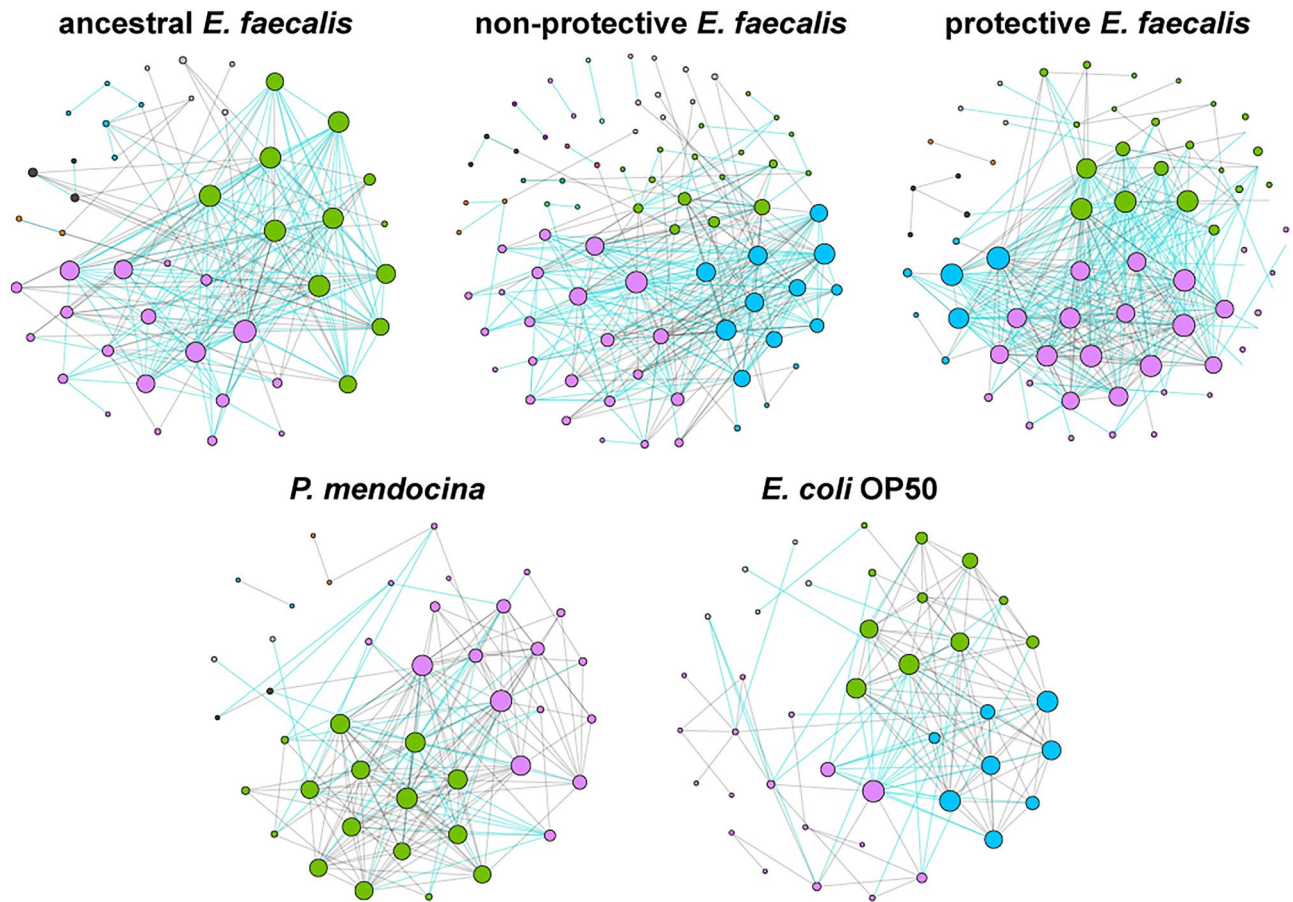 ancestral E. faecalis
non-protective E. faecalis
protective E. faecalis
P. mendocina
E. coli OP50